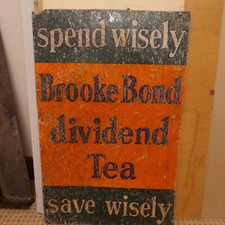 spend wisely
Brooke Bond
dividend
Tea
save wisely